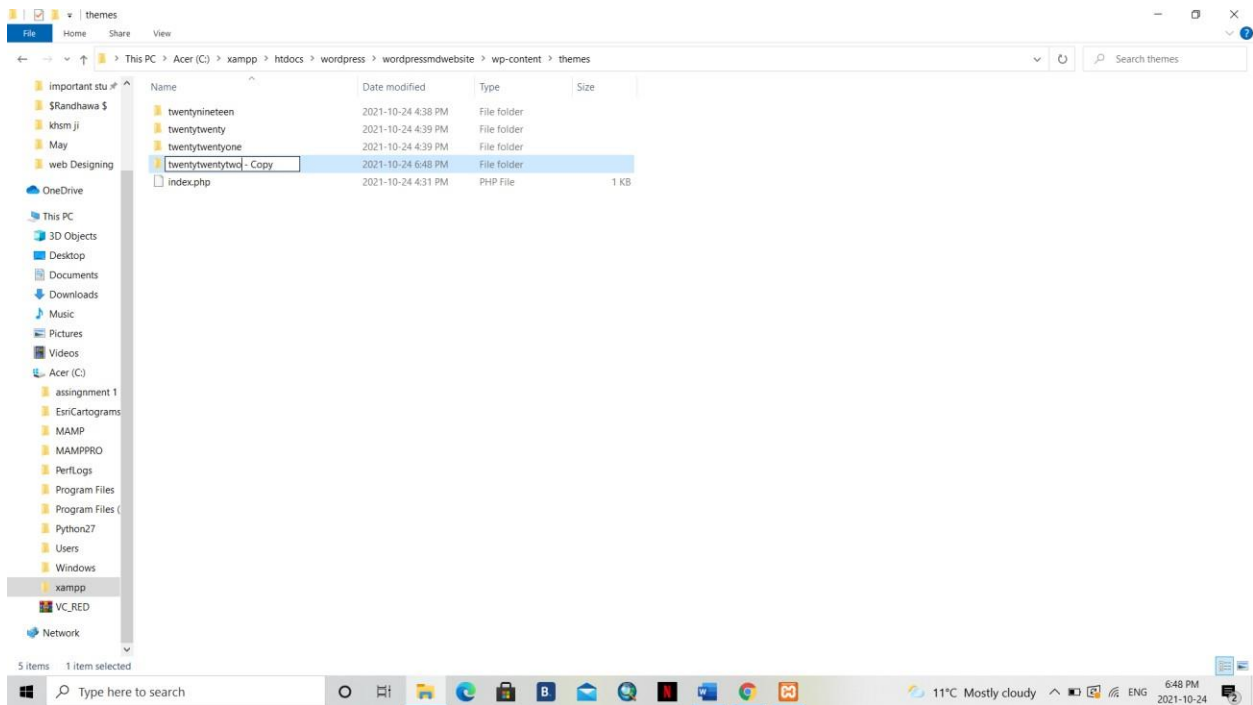 themes
File Home Share View
This PC > Acer (C:) > xampp > htdocs > wordpress > wordpressmdwebsite > wp-content > themes
Search themes
important stu
$Randhawa $
khsm ji
May
web Designing
OneDrive
This PC
3D Objects
Desktop
Documents
Downloads
Music
Pictures
Videos
Acer (C:)
assingnment 1
EsriCartograms
MAMP
MAMPPRO
PerfLogs
Program Files
Program Files (
Python27
Users
Windows
xampp
VC_RED
Network
Name Date modified Type Size
twentynineteen 2021-10-24 4:38 PM File folder
twentytwenty 2021-10-24 4:39 PM File folder
twentytwentyone 2021-10-24 4:39 PM File folder
twentytwentytwo - Copy 2021-10-24 6:48 PM File folder
index.php 2021-10-24 4:31 PM PHP File 1 KB
5 items 1 item selected
Type here to search
B.
N
W
11°C Mostly cloudy ENG
6:48 PM
2021-10-24
2